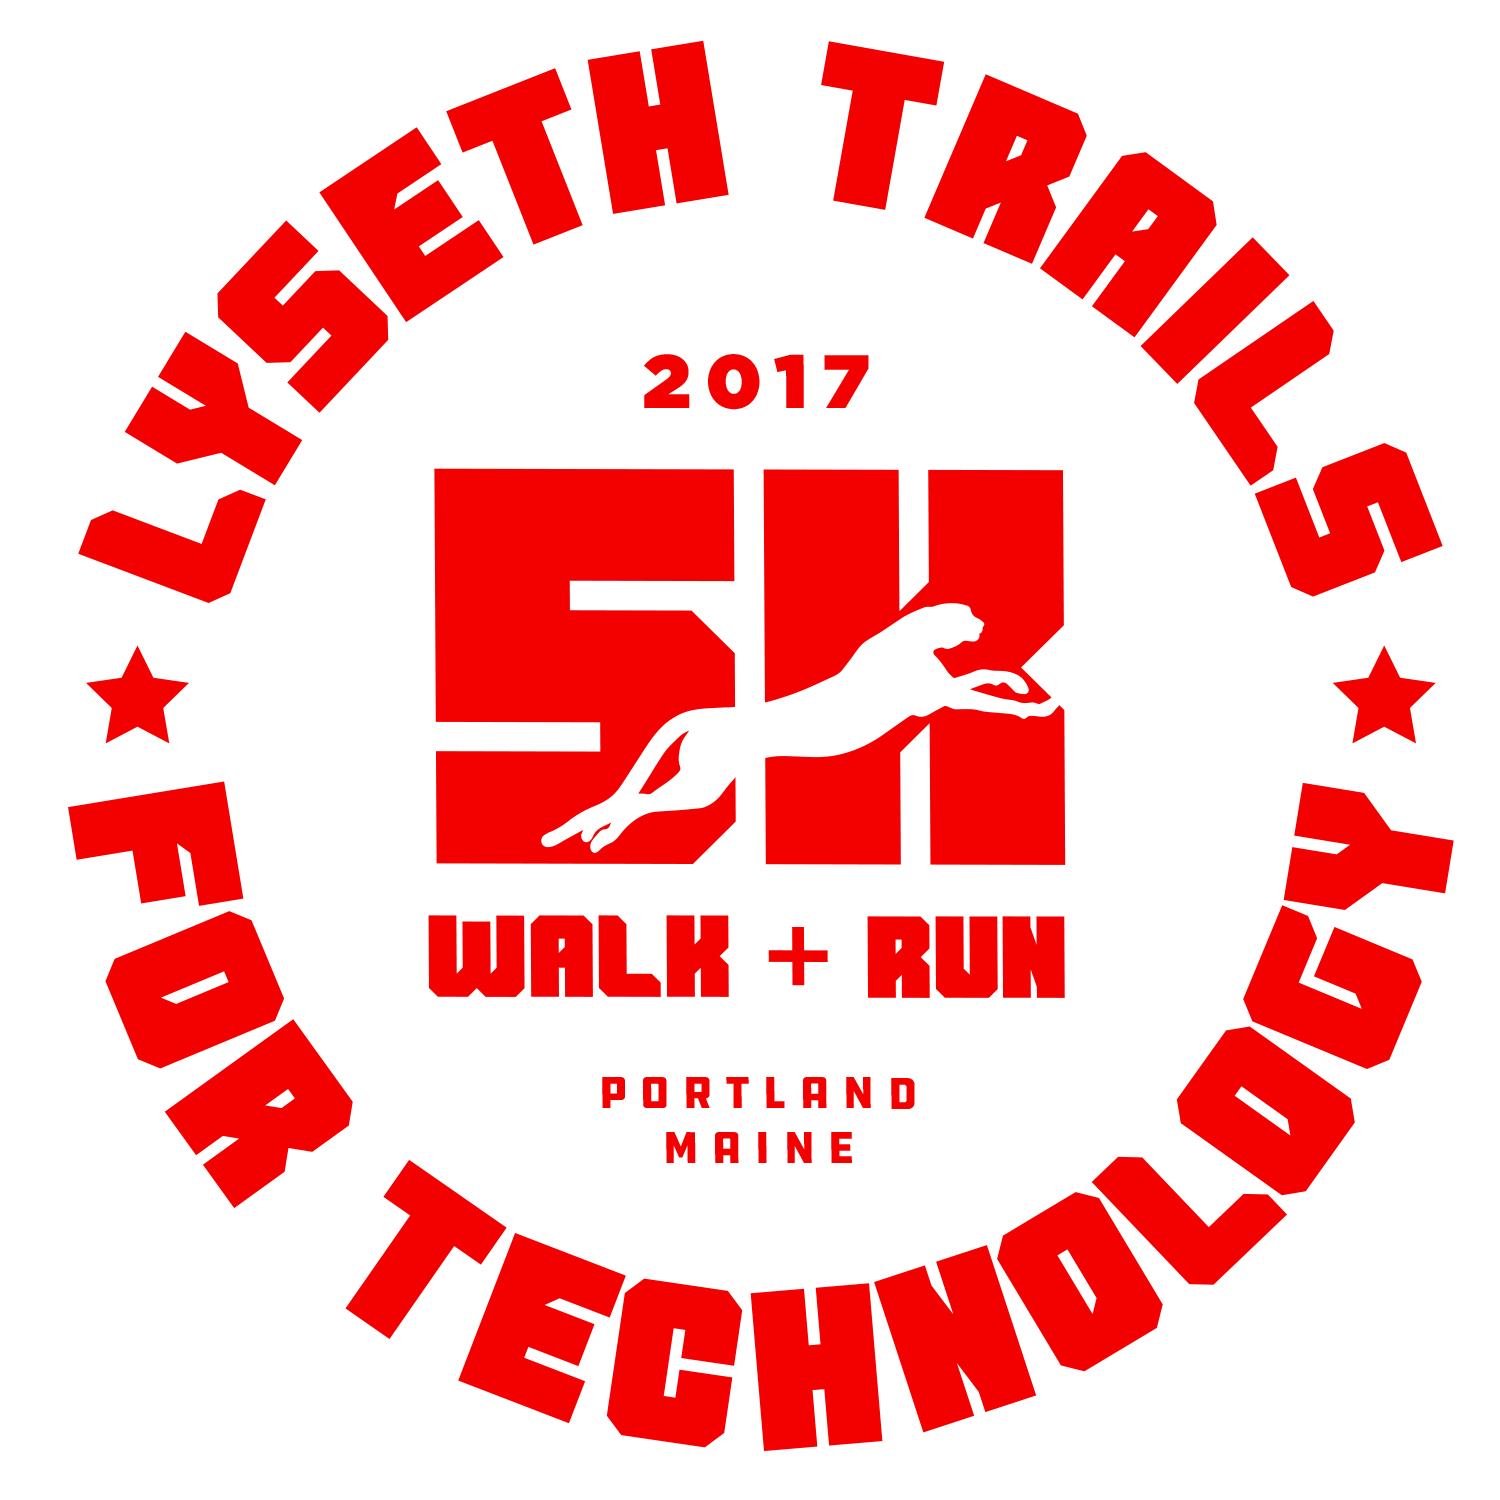 LYSETH TRAILS
2017
5K
WALK + RUN
PORTLAND
MAINE
FOR TECHNOLOGY